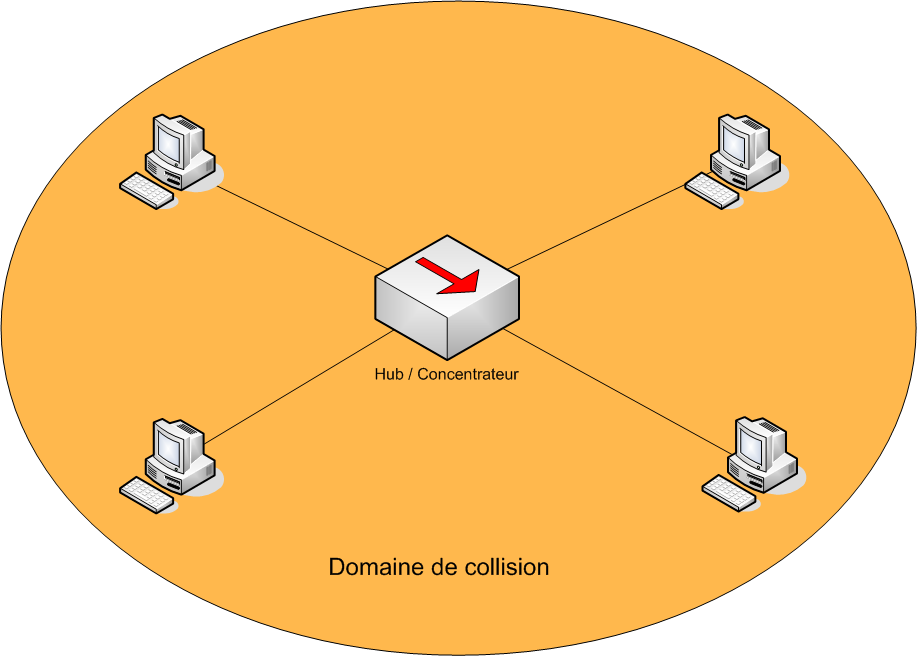 Hub / Concentrateur
Domaine de collision